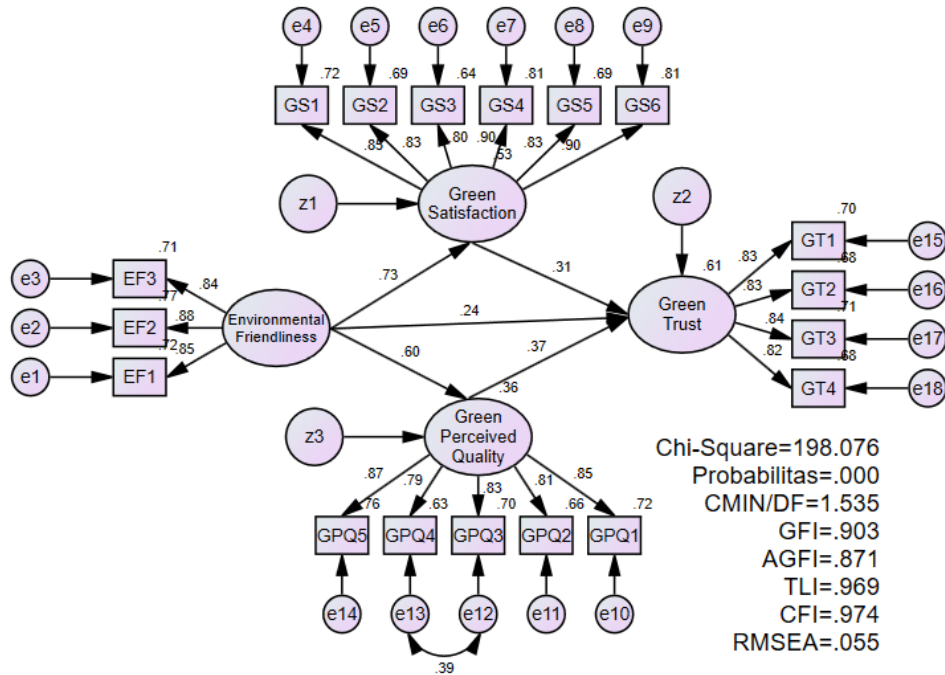 e4 e5 e6 e7 e8 e9
.72 .69 .64 .81 .69 .81
GS1 GS2 GS3 GS4 GS5 GS6
.85 .83 .80 .90 .83 .90
.53
Green
Satisfaction
z1
z2
.70
GT1
e15
.71
.83
.68
e3
EF3
.84
.73
.31
.61
.83
GT2
e16
.77
.71
e2
EF2
.88
Environmental
Friendliness
.24
Green
Trust
.84
GT3
e17
.72
.68
e1
EF1
.85
.60
.37
.82
GT4
e18
.36
z3
Green
Perceived
Quality
.87 .79 .83 .81 .85
.76 .63 .70 .66 .72
GPQ5 GPQ4 GPQ3 GPQ2 GPQ1
e14 e13 e12 e11 e10
.39
Chi-Square=198.076
Probabilitas=.000
CMIN/DF=1.535
GFI=.903
AGFI=.871
TLI=.969
CFI=.974
RMSEA=.055